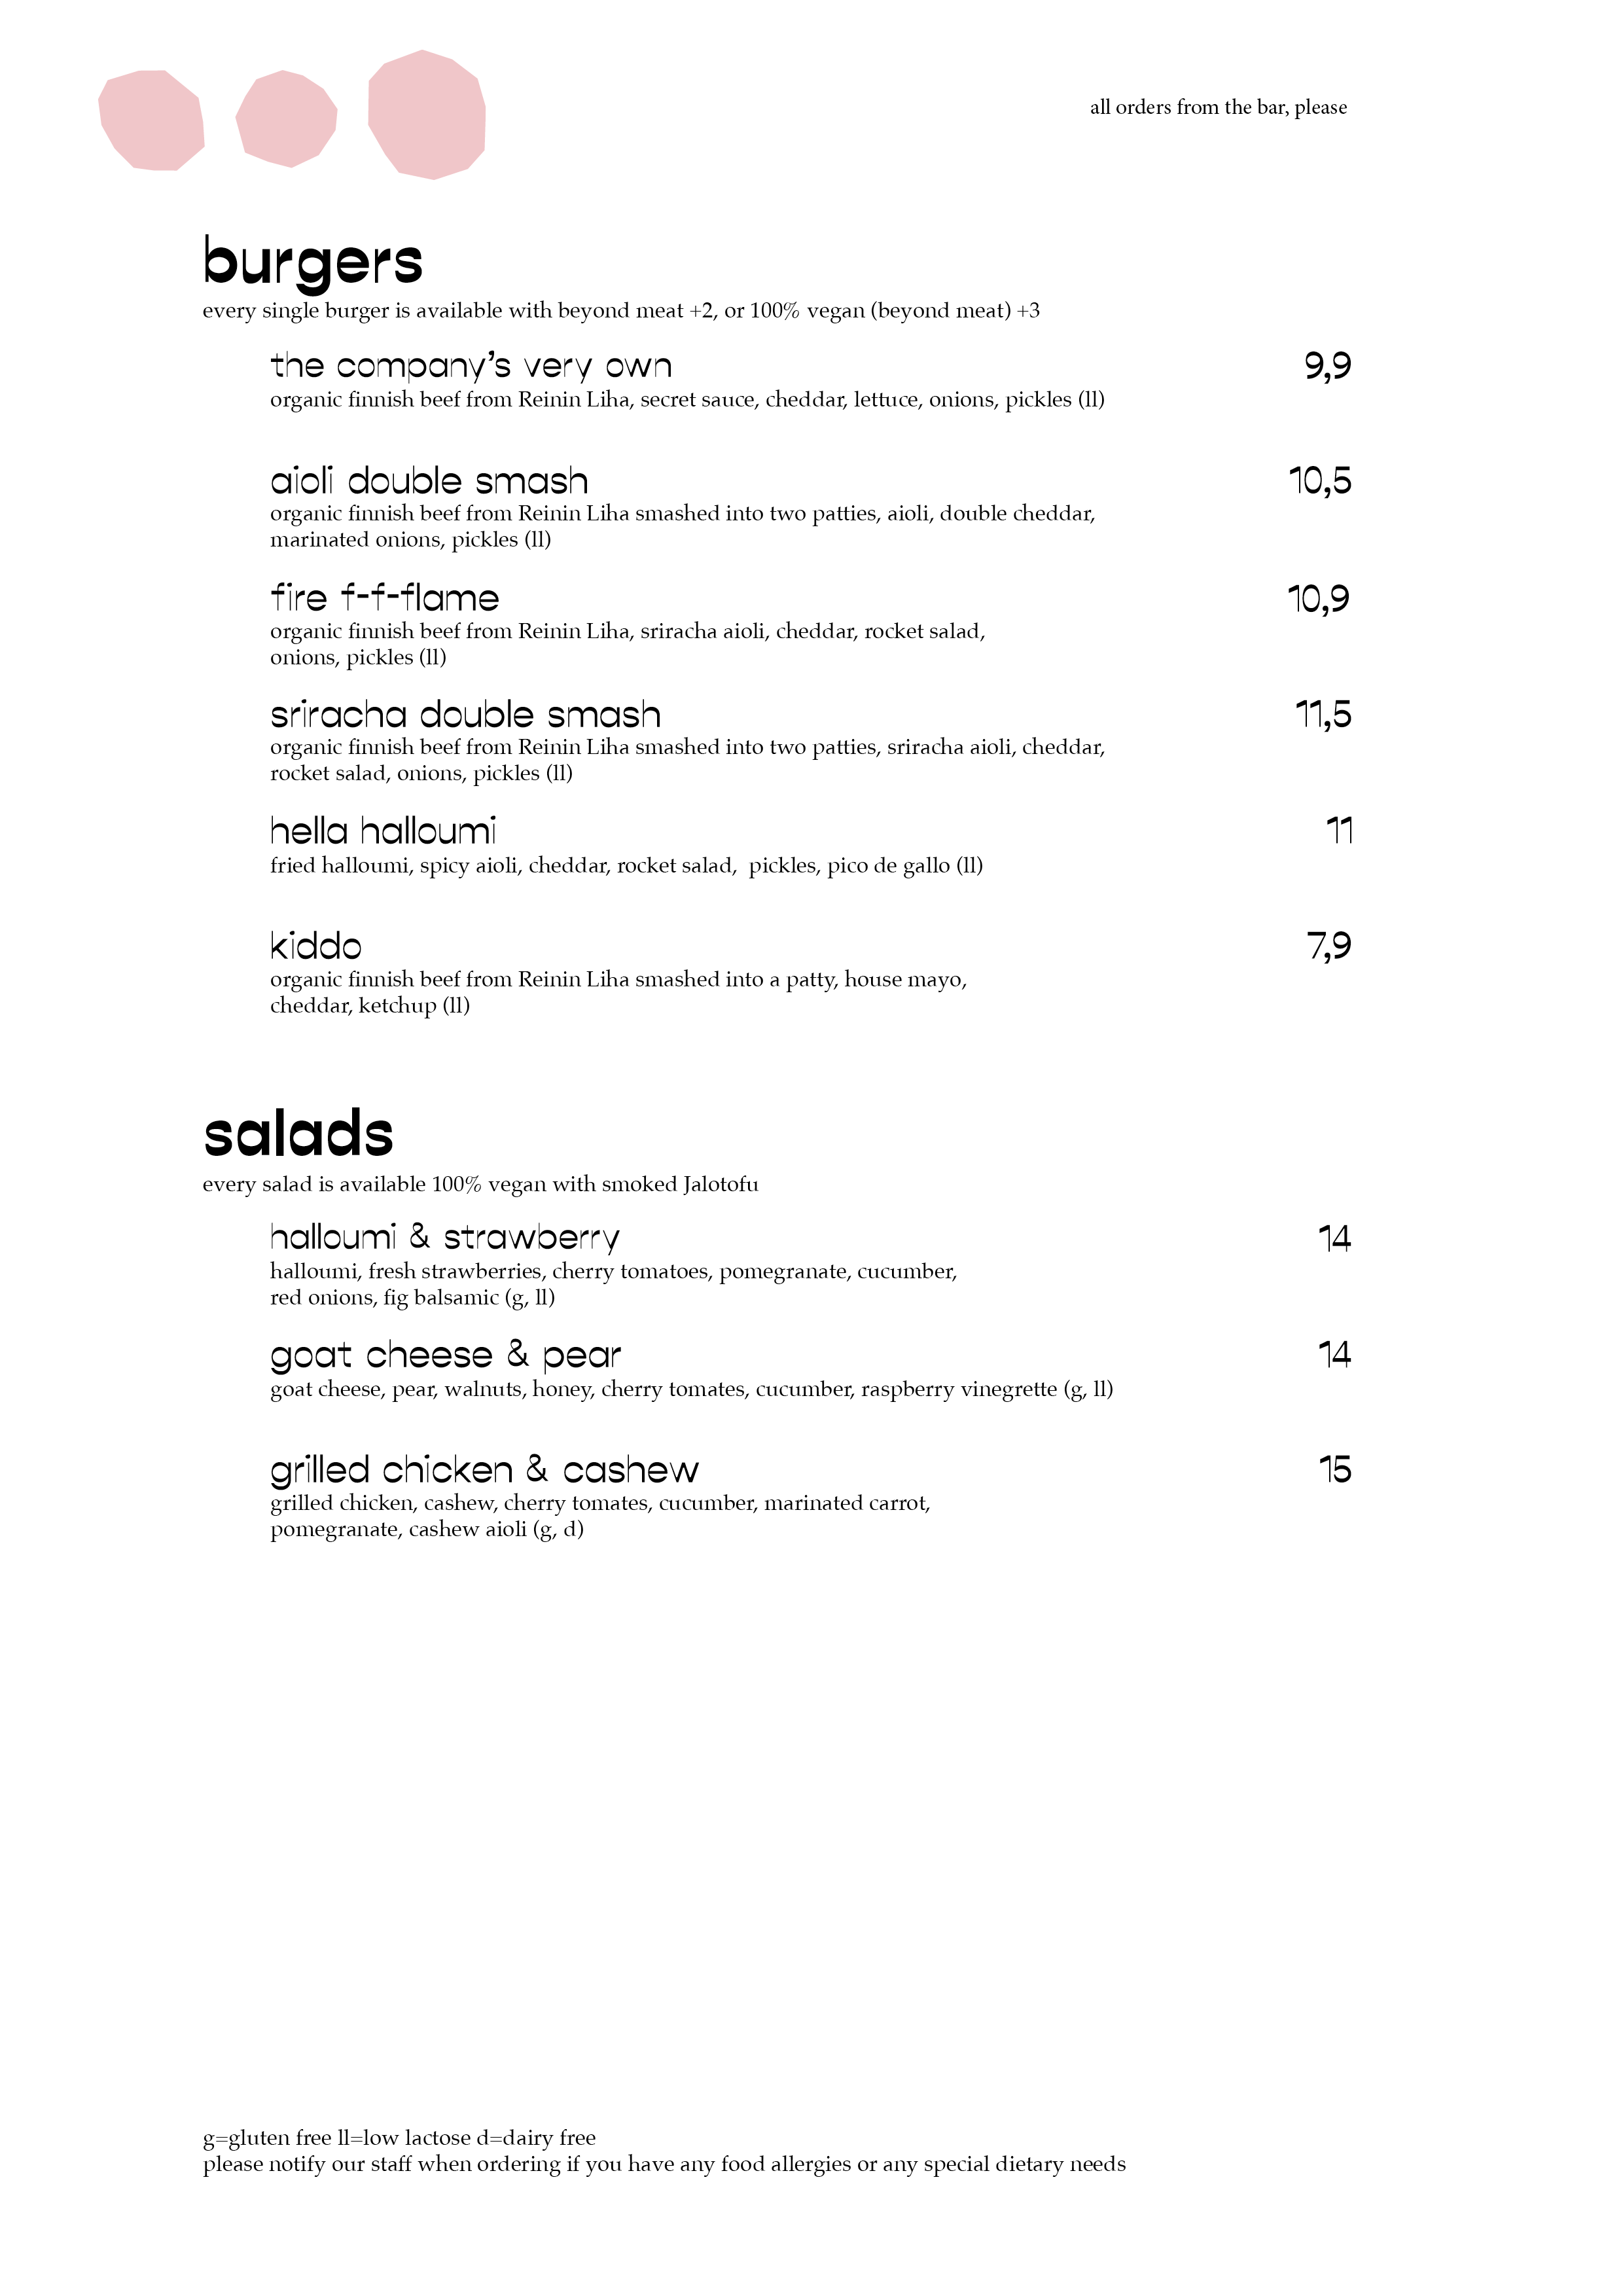 all orders from the bar, please
burgers
every single burger is available with beyond meat +2, or 100% vegan (beyond meat) +3
the company's very own 9,9
organic finnish beef from Reinin Liha, secret sauce, cheddar, lettuce, onions, pickles (ll)
aioli double smash 10,5
organic finnish beef from Reinin Liha smashed into two patties, aioli, double cheddar,
marinated onions, pickles (ll)
fire f-f-flame 10,9
organic finnish beef from Reinin Liha, sriracha aioli, cheddar, rocket salad,
onions, pickles (ll)
sriracha double smash 11,5
organic finnish beef from Reinin Liha smashed into two patties, sriracha aioli, cheddar,
rocket salad, onions, pickles (ll)
hella halloumi 11
fried halloumi, spicy aioli, cheddar, rocket salad,  pickles, pico de gallo (ll)
kiddo 7,9
organic finnish beef from Reinin Liha smashed into a patty, house mayo,
cheddar, ketchup (ll)
salads
every salad is available 100% vegan with smoked Jalotofu
halloumi & strawberry 14
halloumi, fresh strawberries, cherry tomatoes, pomegranate, cucumber,
red onions, fig balsamic (g, ll)
goat cheese & pear 14
goat cheese, pear, walnuts, honey, cherry tomates, cucumber, raspberry vinegrette (g, ll)
grilled chicken & cashew 15
grilled chicken, cashew, cherry tomates, cucumber, marinated carrot,
pomegranate, cashew aioli (g, d)
g=gluten free ll=low lactose d=dairy free
please notify our staff when ordering if you have any food allergies or any special dietary needs